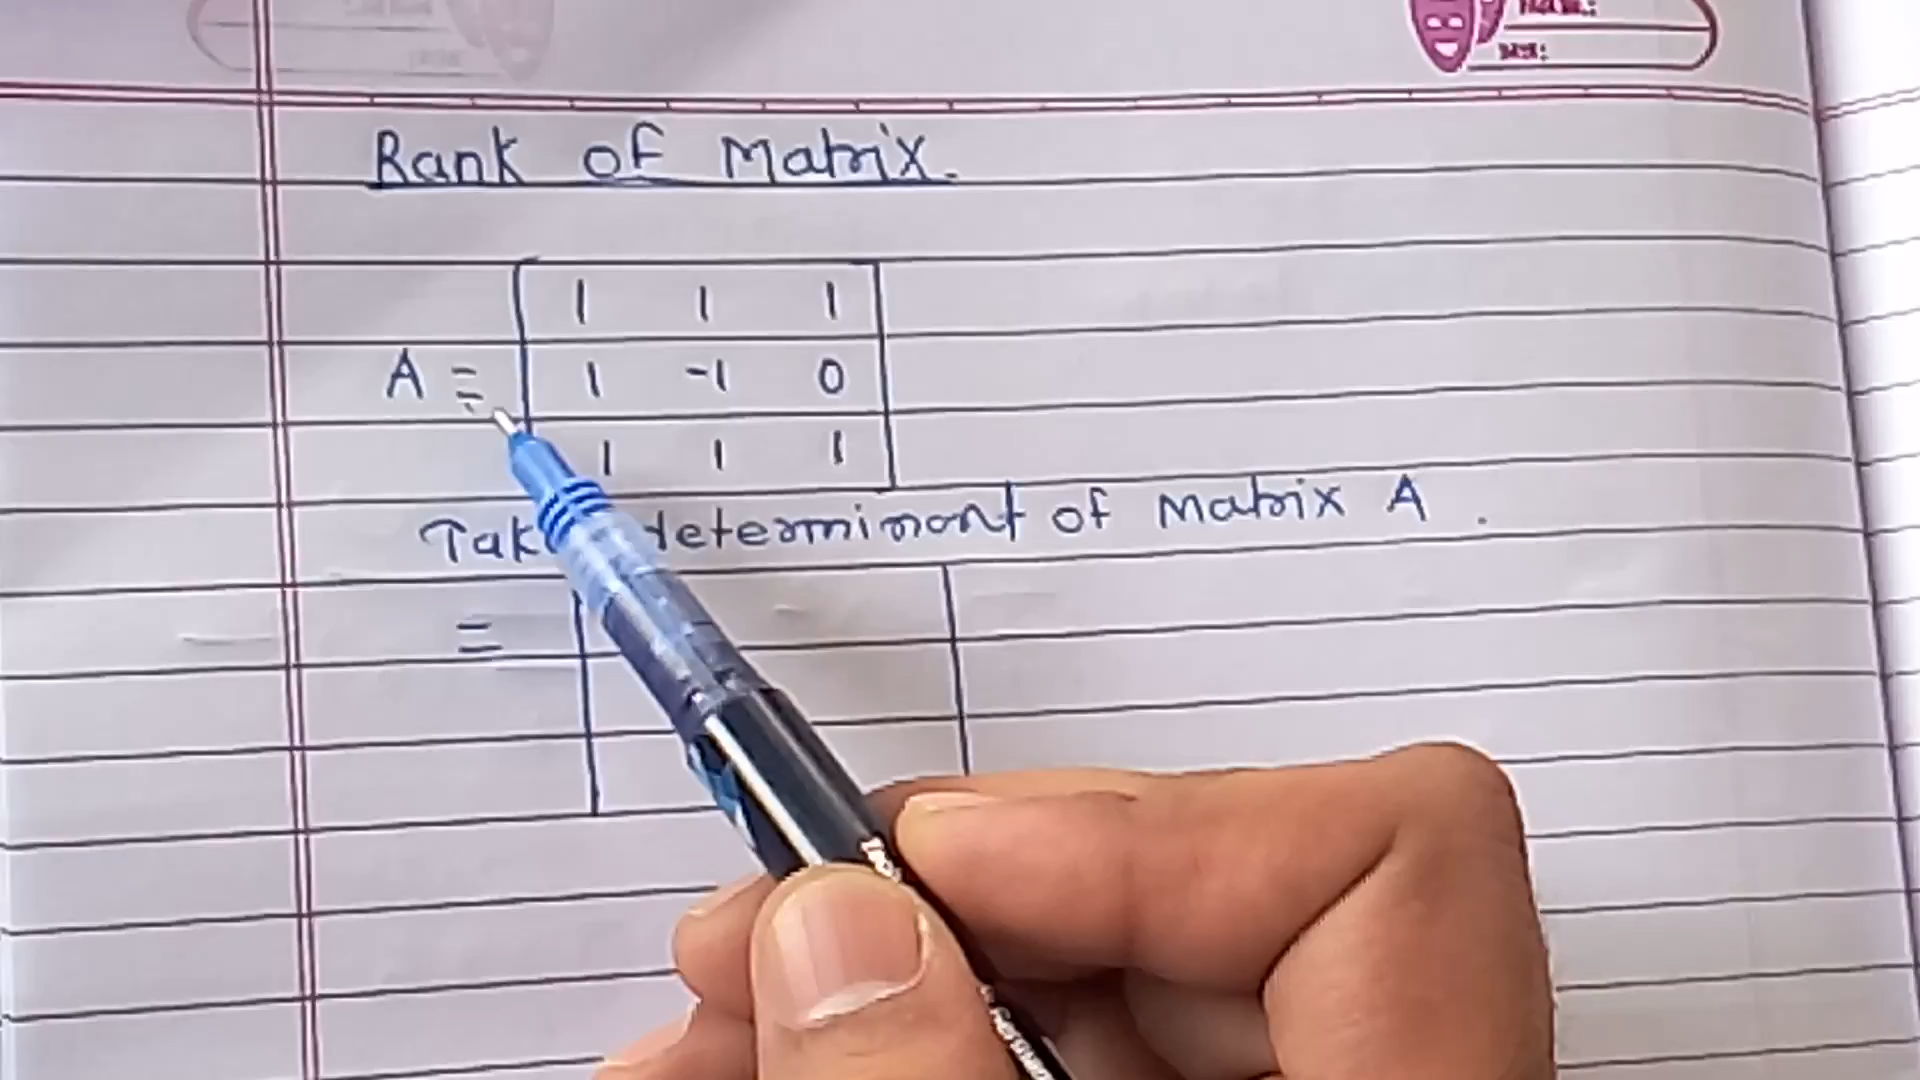 Rank of Matrix.
1 1 1
A = 1 -1 0
1 1 1
determinant of Matrix A .
=